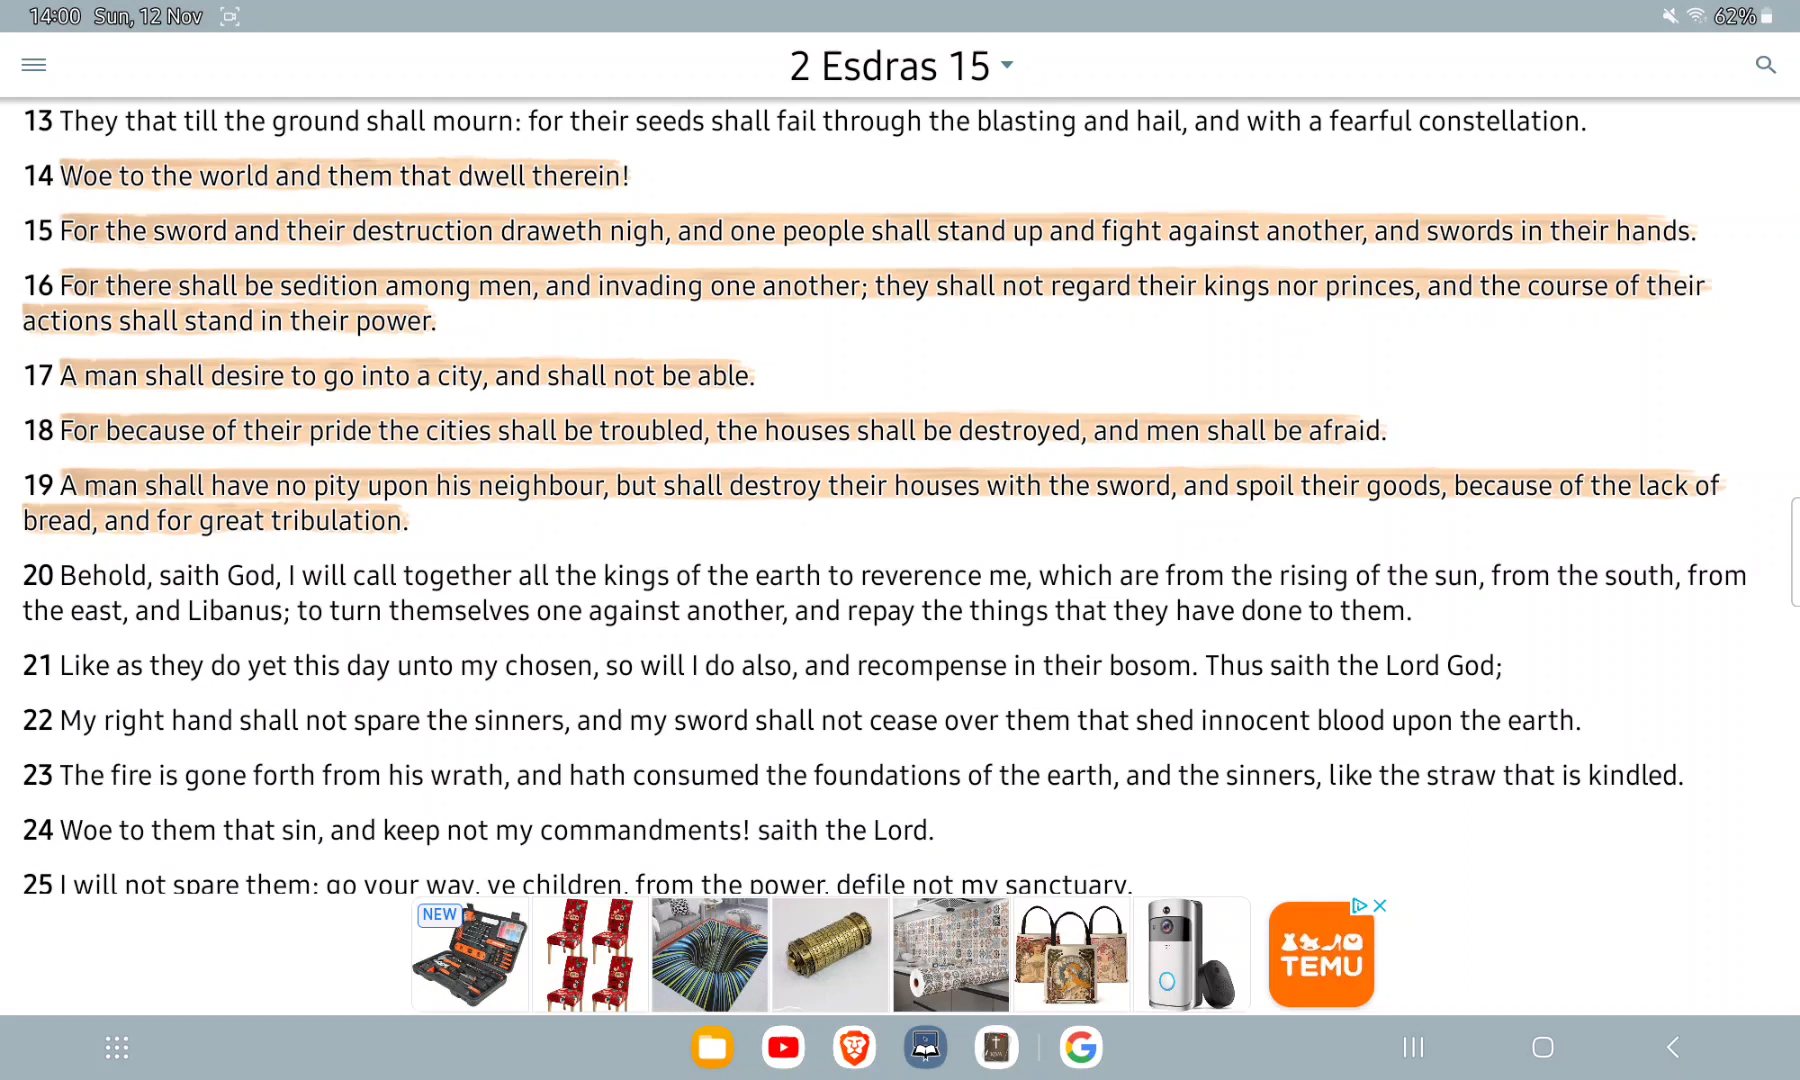 14:00 Sun, 12 Nov
62%
2 Esdras 15
13 They that till the ground shall mourn: for their seeds shall fail through the blasting and hail, and with a fearful constellation.
14 Woe to the world and them that dwell therein!
15 For the sword and their destruction draweth nigh, and one people shall stand up and fight against another, and swords in their hands.
16 For there shall be sedition among men, and invading one another; they shall not regard their kings nor princes, and the course of their
actions shall stand in their power.
17 A man shall desire to go into a city, and shall not be able.
18 For because of their pride the cities shall be troubled, the houses shall be destroyed, and men shall be afraid.
19 A man shall have no pity upon his neighbour, but shall destroy their houses with the sword, and spoil their goods, because of the lack of
bread, and for great tribulation.
20 Behold, saith God, I will call together all the kings of the earth to reverence me, which are from the rising of the sun, from the south, from
the east, and Libanus; to turn themselves one against another, and repay the things that they have done to them.
21 Like as they do yet this day unto my chosen, so will I do also, and recompense in their bosom. Thus saith the Lord God;
22 My right hand shall not spare the sinners, and my sword shall not cease over them that shed innocent blood upon the earth.
23 The fire is gone forth from his wrath, and hath consumed the foundations of the earth, and the sinners, like the straw that is kindled.
24 Woe to them that sin, and keep not my commandments! saith the Lord.
25 I will not spare them: go your way, ye children, from the power, defile not my sanctuary.
NEW
TEMU